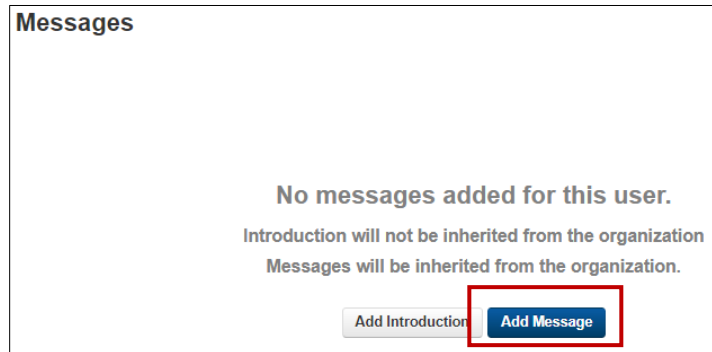 Messages
No messages added for this user.
Introduction will not be inherited from the organization
Messages will be inherited from the organization.
Add Introduction Add Message